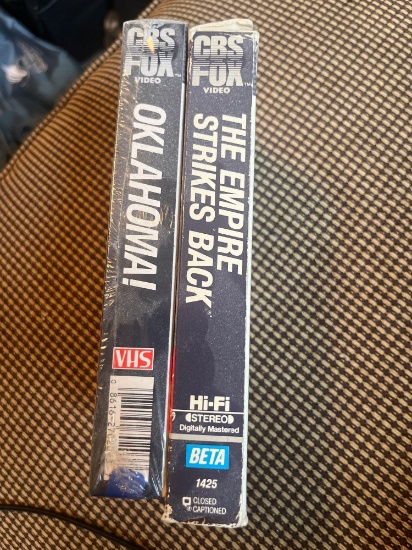 CBS
FOX
VIDEO
OKLAHOMA!
VHS
CBS
FOX™
VIDEO
THE EMPIRE
STRIKES BACK
Hi-Fi
STEREO
Digitally Mastered
BETA
1425
CLOSED
CAPTIONED